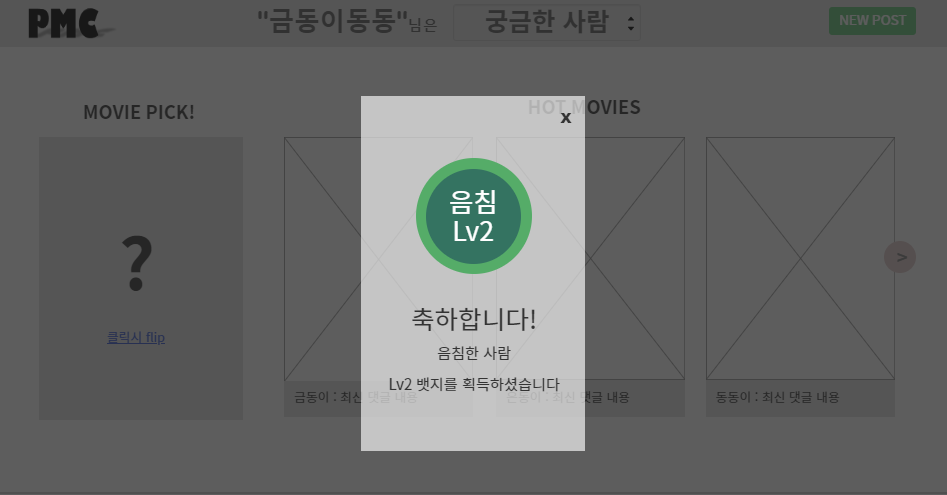 PMC
"금동이동동"님은 궁금한 사람
NEW POST
MOVIE PICK!
HOT MOVIES
x
?
클릭시 flip
음침
Lv2
축하합니다!
음침한 사람
Lv2 뱃지를 획득하셨습니다
>
금동이 : 최신 댓글 내용
은동이 : 최신 댓글 내용
동동이 : 최신 댓글 내용